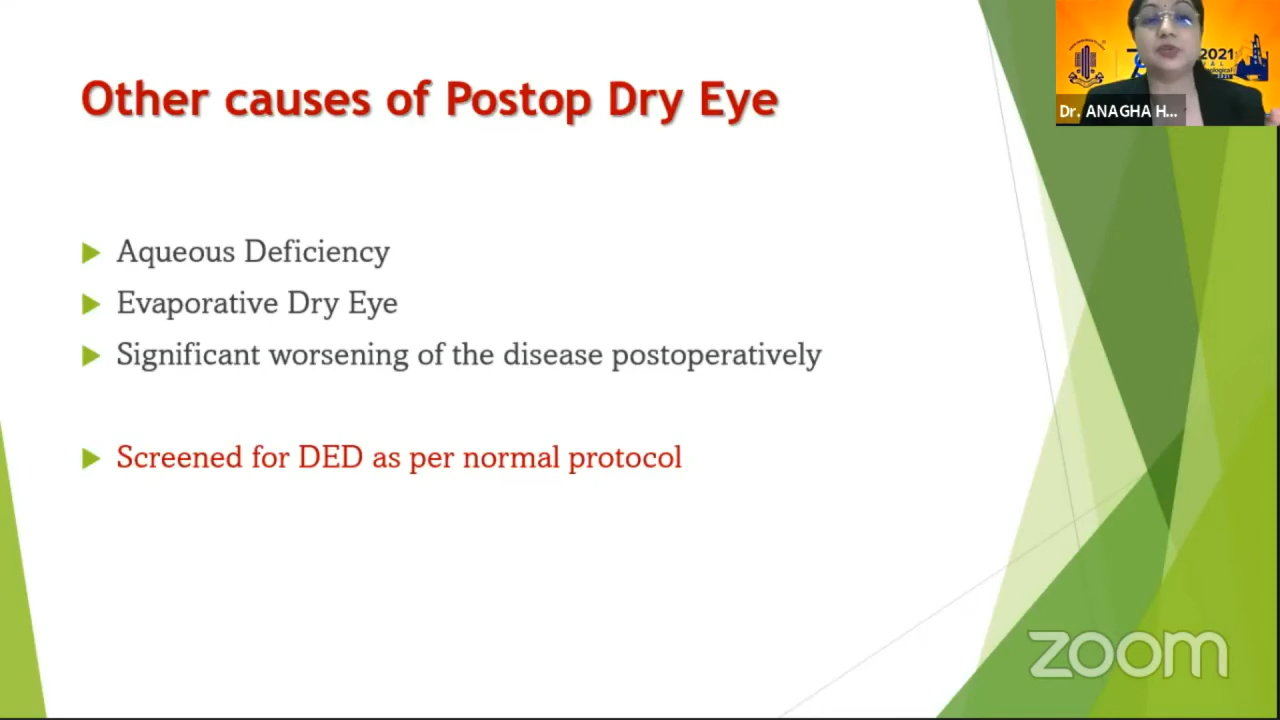 Other causes of Postop Dry Eye
Aqueous Deficiency
Evaporative Dry Eye
Significant worsening of the disease postoperatively
Screened for DED as per normal protocol
2021
Dr. ANAGHA H...
zoom